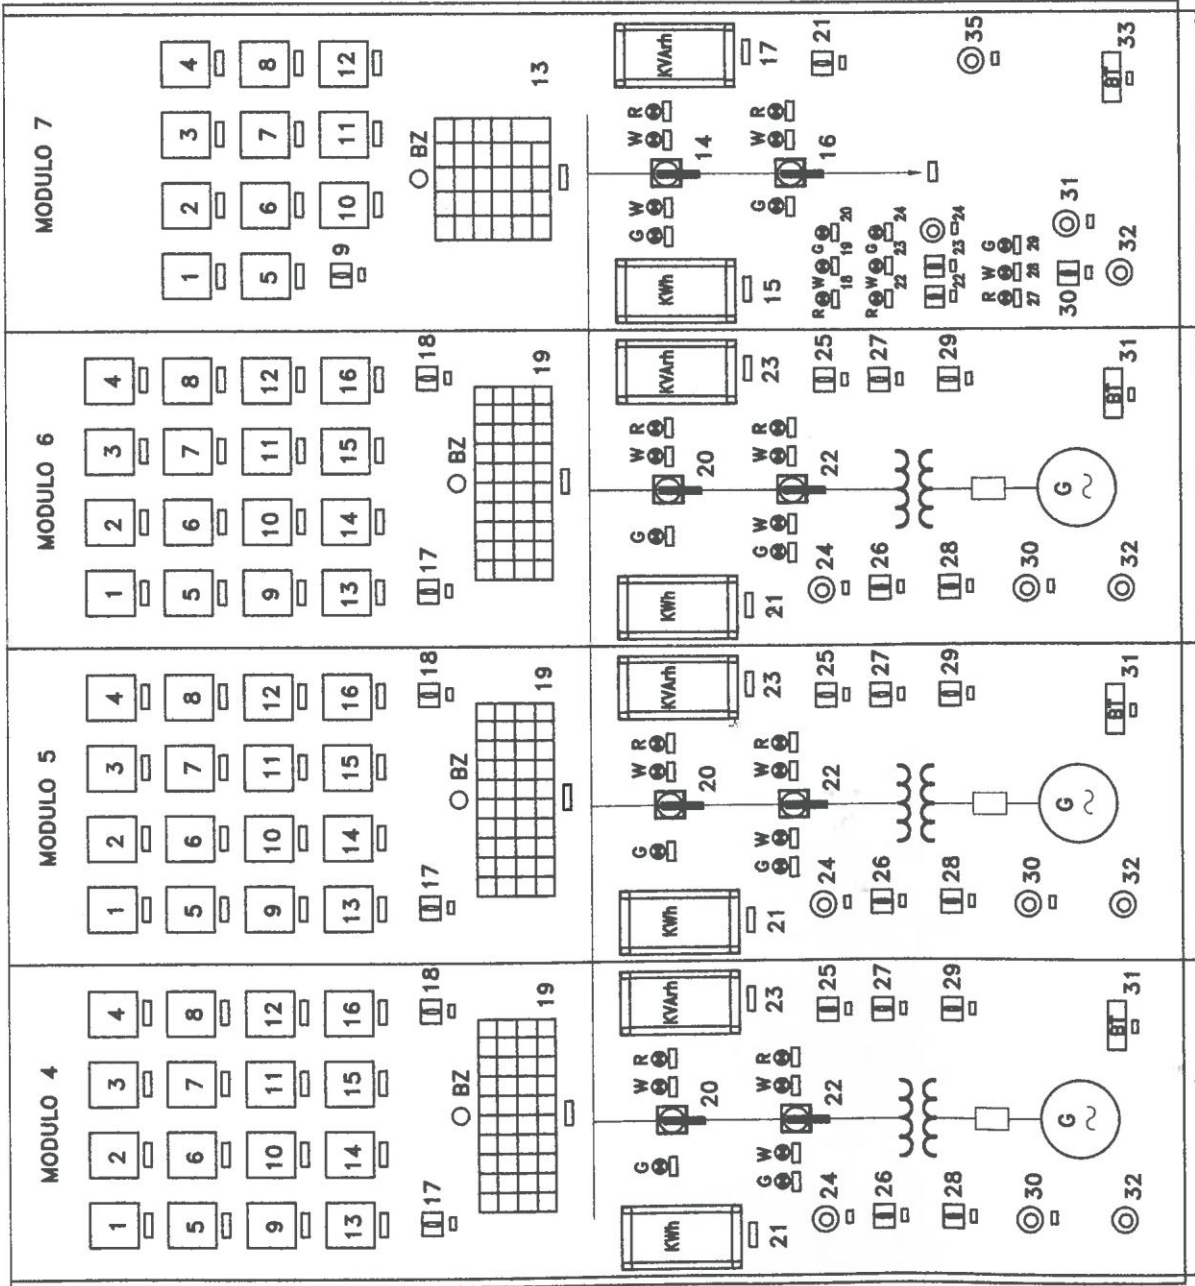 MODULO 4
1 2 3 4
5 6 7 8
9 10 11 12
13 14 15 16
17 18
BZ
19
KWh G W R KVArh
20
21 23
G W W R
22
24 25
26 27
28 29
30
G
BT 31
32
MODULO 5
1 2 3 4
5 6 7 8
9 10 11 12
13 14 15 16
17 18
BZ
19
KWh G W R KVArh
20
21 23
G W W R
22
24 25
26 27
28 29
30
G
BT 31
32
MODULO 6
1 2 3 4
5 6 7 8
9 10 11 12
13 14 15 16
17 18
BZ
19
KWh G W R KVArh
20
21 23
G W W R
22
24 25
26 27
28 29
30
G
BT 31
32
MODULO 7
1 2 3 4
5 6 7 8
9 10 11 12
BZ
13
KWh G W W R KVArh
14
15 17
G W R
16
21
R W G
18 19 20
R W G
22 23 24
22 23 24
35
R W G
27 28 29
30 31
32
BT 33